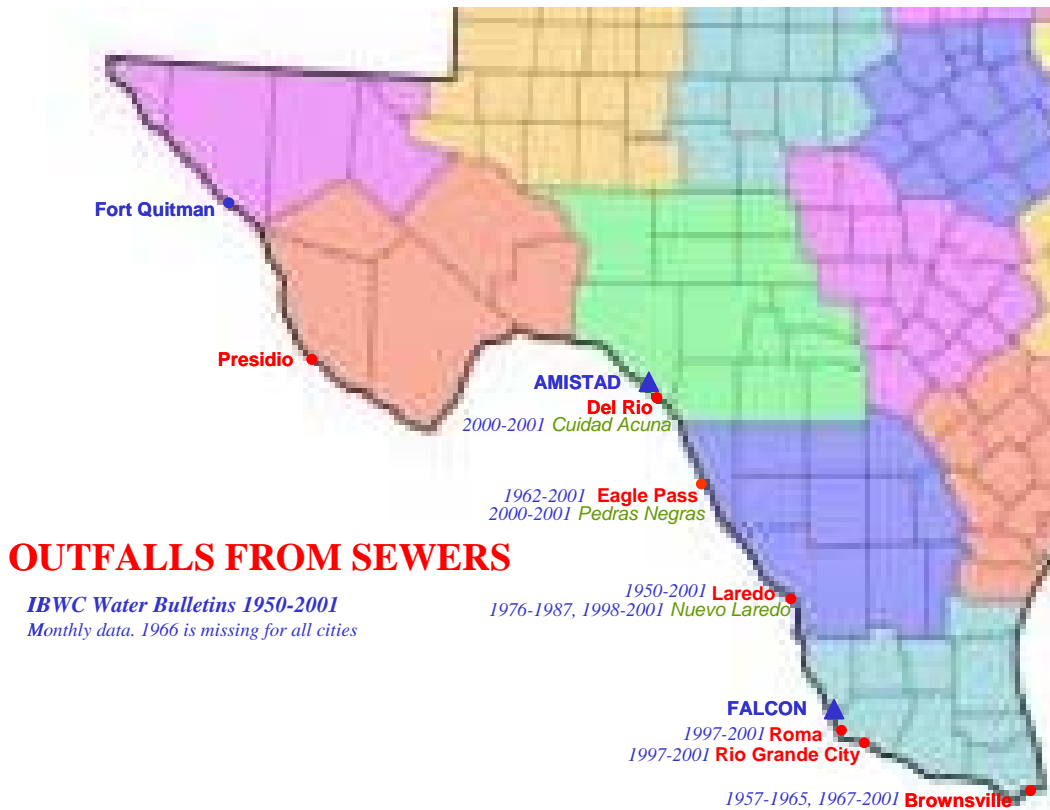 Fort Quitman
Presidio
AMISTAD
Del Rio
2000-2001 Cuidad Acuna
1962-2001 Eagle Pass
2000-2001 Pedras Negras
OUTFALLS FROM SEWERS
IBWC Water Bulletins 1950-2001
Monthly data. 1966 is missing for all cities
1950-2001 Laredo
1976-1987, 1998-2001 Nuevo Laredo
FALCON
1997-2001 Roma
1997-2001 Rio Grande City
1957-1965, 1967-2001 Brownsville